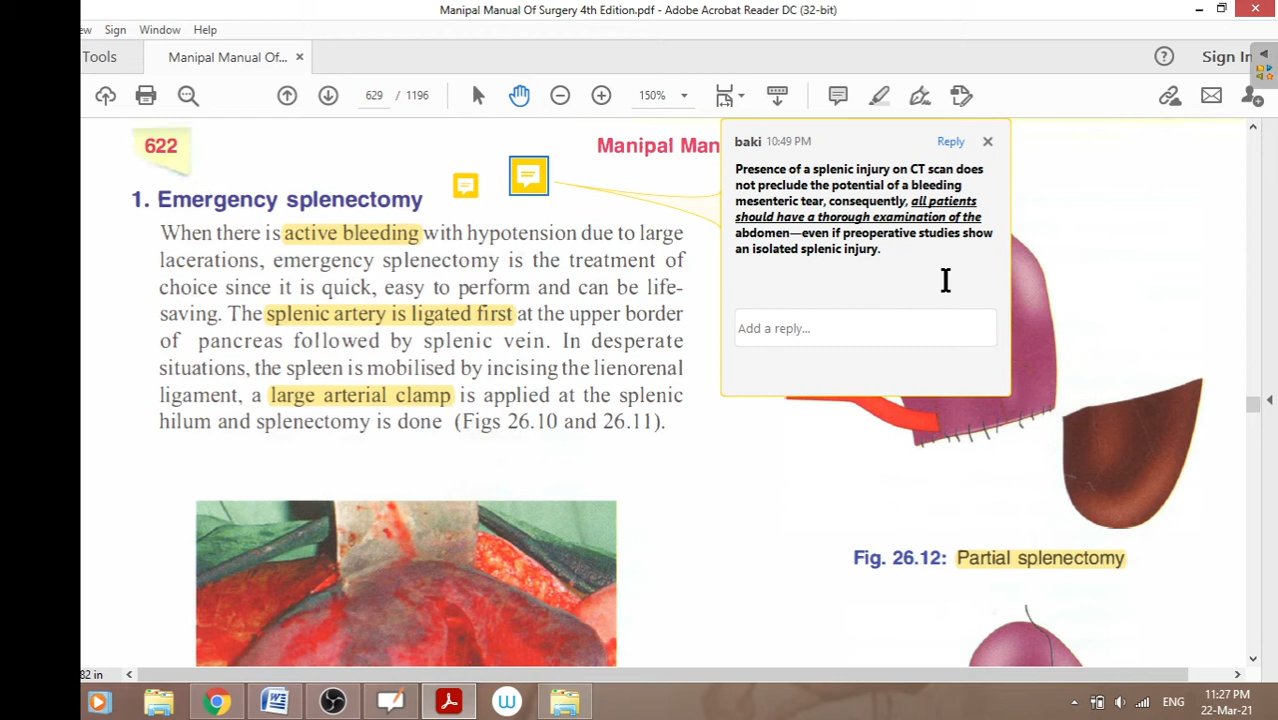 Manipal Manual Of Surgery 4th Edition.pdf - Adobe Acrobat Reader DC (32-bit)
Sign Window Help
Tools
Manipal Manual Of... ×
Sign In
629 / 1196
150%
622
Manipal Man
1. Emergency splenectomy
When there is active bleeding with hypotension due to large
lacerations, emergency splenectomy is the treatment of
choice since it is quick, easy to perform and can be life-
saving. The splenic artery is ligated first at the upper border
of pancreas followed by splenic vein. In desperate
situations, the spleen is mobilised by incising the lienorenal
ligament, a large arterial clamp is applied at the splenic
hilum and splenectomy is done (Figs 26.10 and 26.11).
baki 10:49 PM Reply
Presence of a splenic injury on CT scan does
not preclude the potential of a bleeding
mesenteric tear, consequently, all patients
should have a thorough examination of the
abdomen—even if preoperative studies show
an isolated splenic injury.
Add a reply...
Fig. 26.12: Partial splenectomy
82 in
ENG
11:27 PM
22-Mar-21